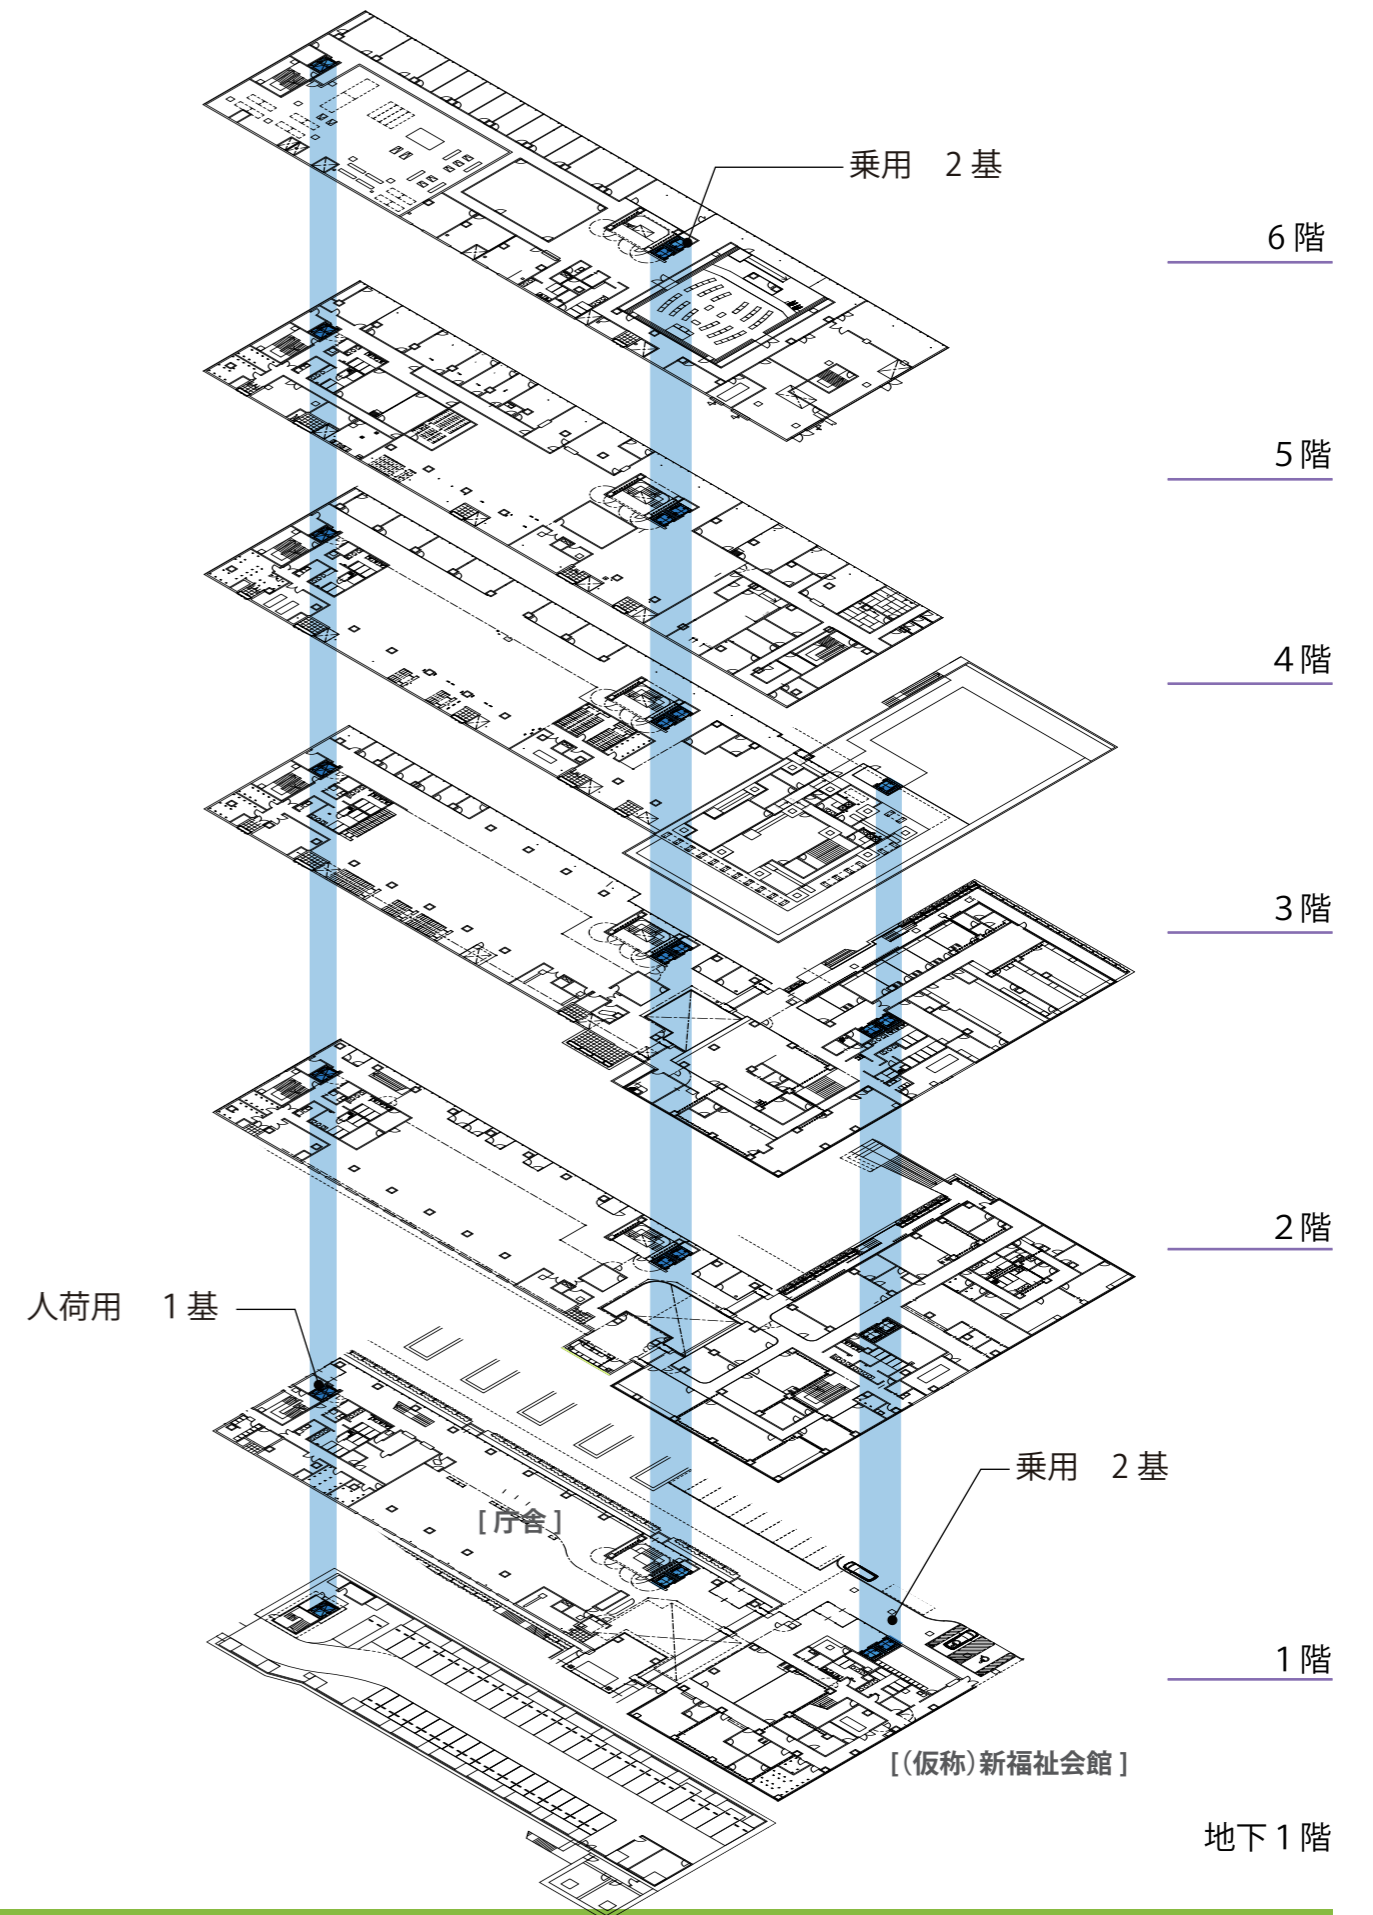 乗用　2 基
6 階
5 階
4 階
3 階
2 階
人荷用　1 基
乗用　2 基
[ 庁舎 ]
1 階
[（仮称）新福祉会館 ]
地下 1 階